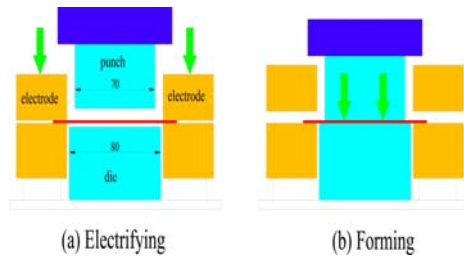 punch
70
electrode
electrode
80
die
(a) Electrifying
(b) Forming